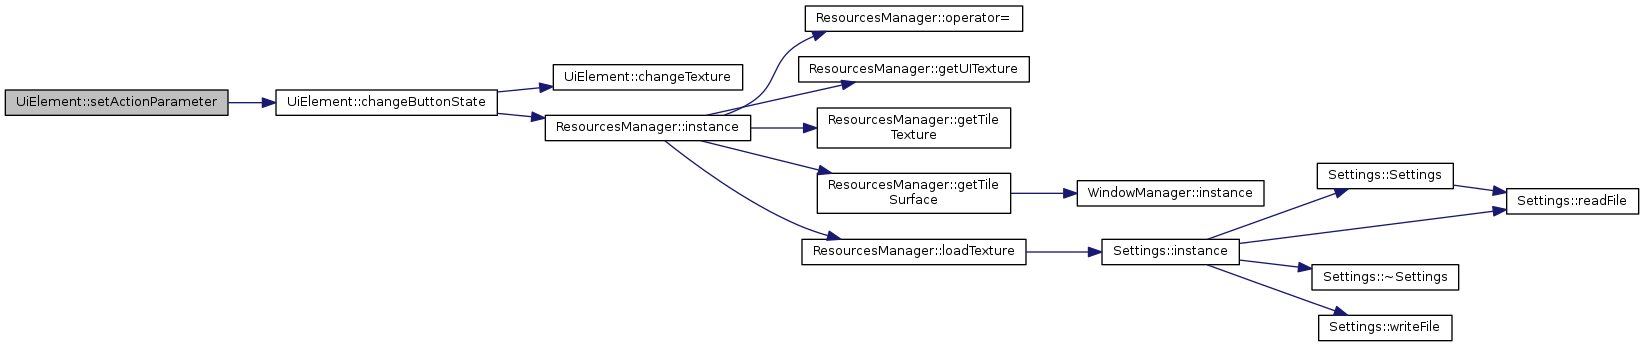 UiElement::setActionParameter
UiElement::changeButtonState
UiElement::changeTexture
ResourcesManager::instance
ResourcesManager::operator=
ResourcesManager::getUITexture
ResourcesManager::getTile
Texture
ResourcesManager::getTile
Surface
ResourcesManager::loadTexture
WindowManager::instance
Settings::instance
Settings::Settings
Settings::readFile
Settings::~Settings
Settings::writeFile